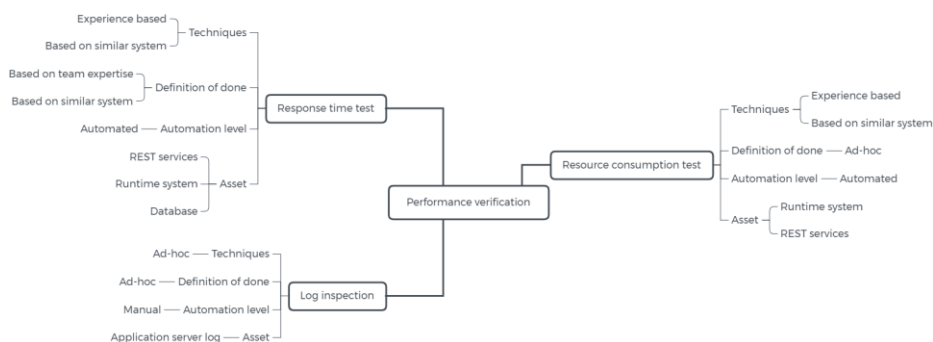 Performance verification
Response time test
Techniques
Experience based
Based on similar system
Definition of done
Based on team expertise
Based on similar system
Automation level
Automated
Asset
REST services
Runtime system
Database
Log inspection
Techniques
Ad-hoc
Definition of done
Ad-hoc
Automation level
Manual
Asset
Application server log
Resource consumption test
Techniques
Experience based
Based on similar system
Definition of done
Ad-hoc
Automation level
Automated
Asset
Runtime system
REST services